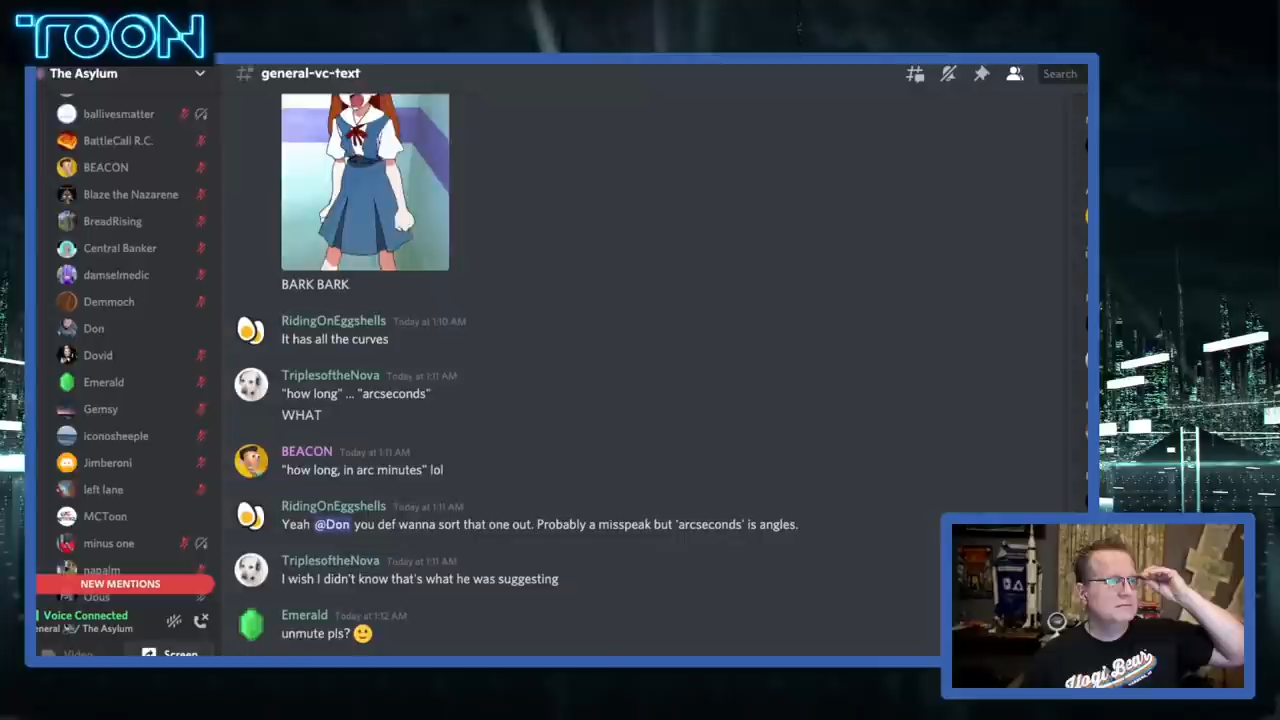 TOON
The Asylum
general-vc-text
Search
ballivesmatter
BattleCall R.C.
BEACON
Blaze the Nazarene
BreadRising
Central Banker
damselmedic
Demmoch
Don
Dovid
Emerald
Gemsy
iconosheeple
Jimberoni
left lane
MCToon
minus one
napalm
NEW MENTIONS
Opus
Voice Connected
eneral / The Asylum
Video
Screen
BARK BARK
RidingOnEggshells Today at 1:10 AM
It has all the curves
TriplesoftheNova Today at 1:11 AM
"how long" ... "arcseconds"
WHAT
BEACON Today at 1:11 AM
"how long, in arc minutes" lol
RidingOnEggshells Today at 1:11 AM
Yeah @Don you def wanna sort that one out. Probably a misspeak but 'arcseconds' is angles.
TriplesoftheNova Today at 1:11 AM
I wish I didn't know that's what he was suggesting
Emerald Today at 1:12 AM
unmute pls?
Yogi Bear